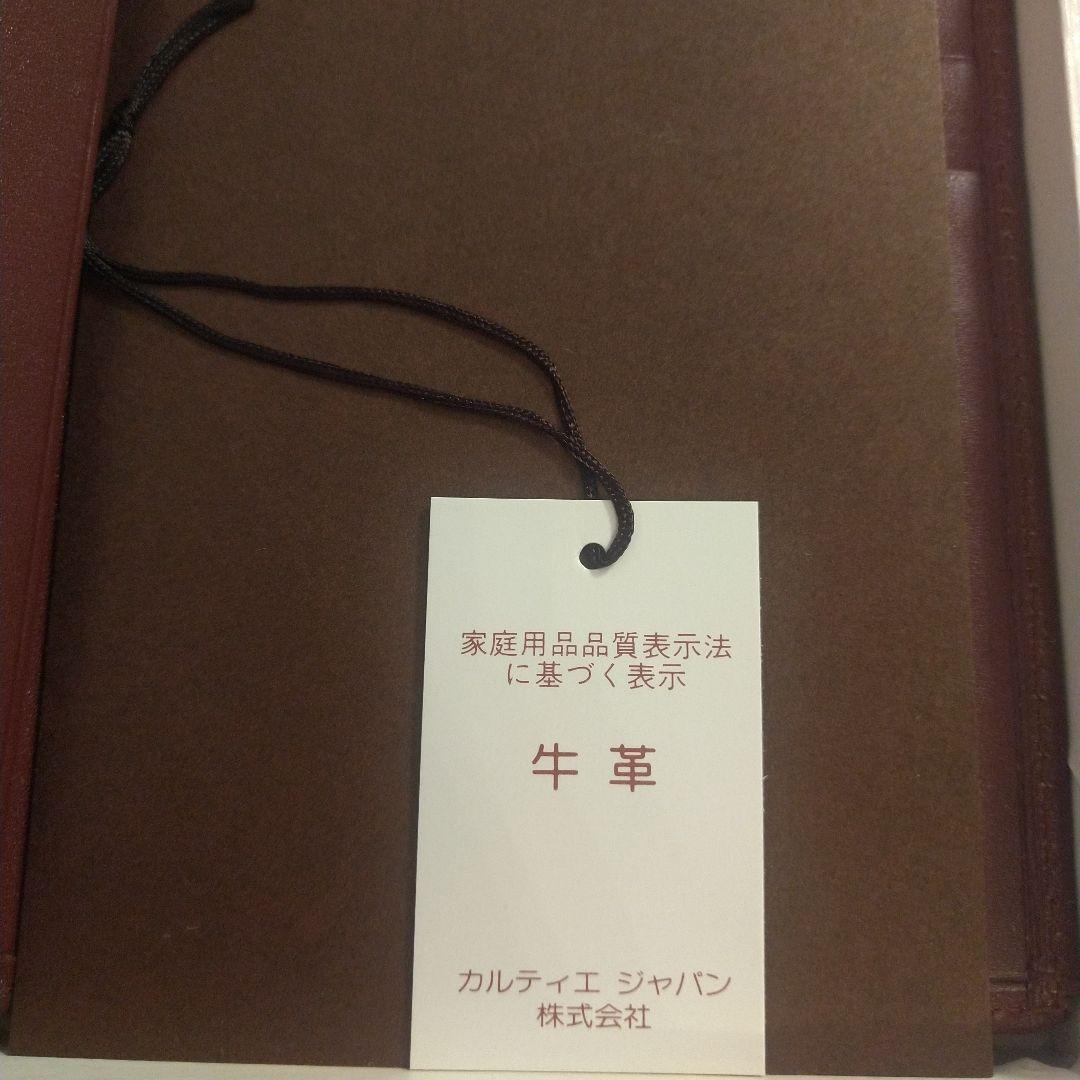 家庭用品品質表示法
に基づく表示
牛革
カルティエ ジャパン
株式会社